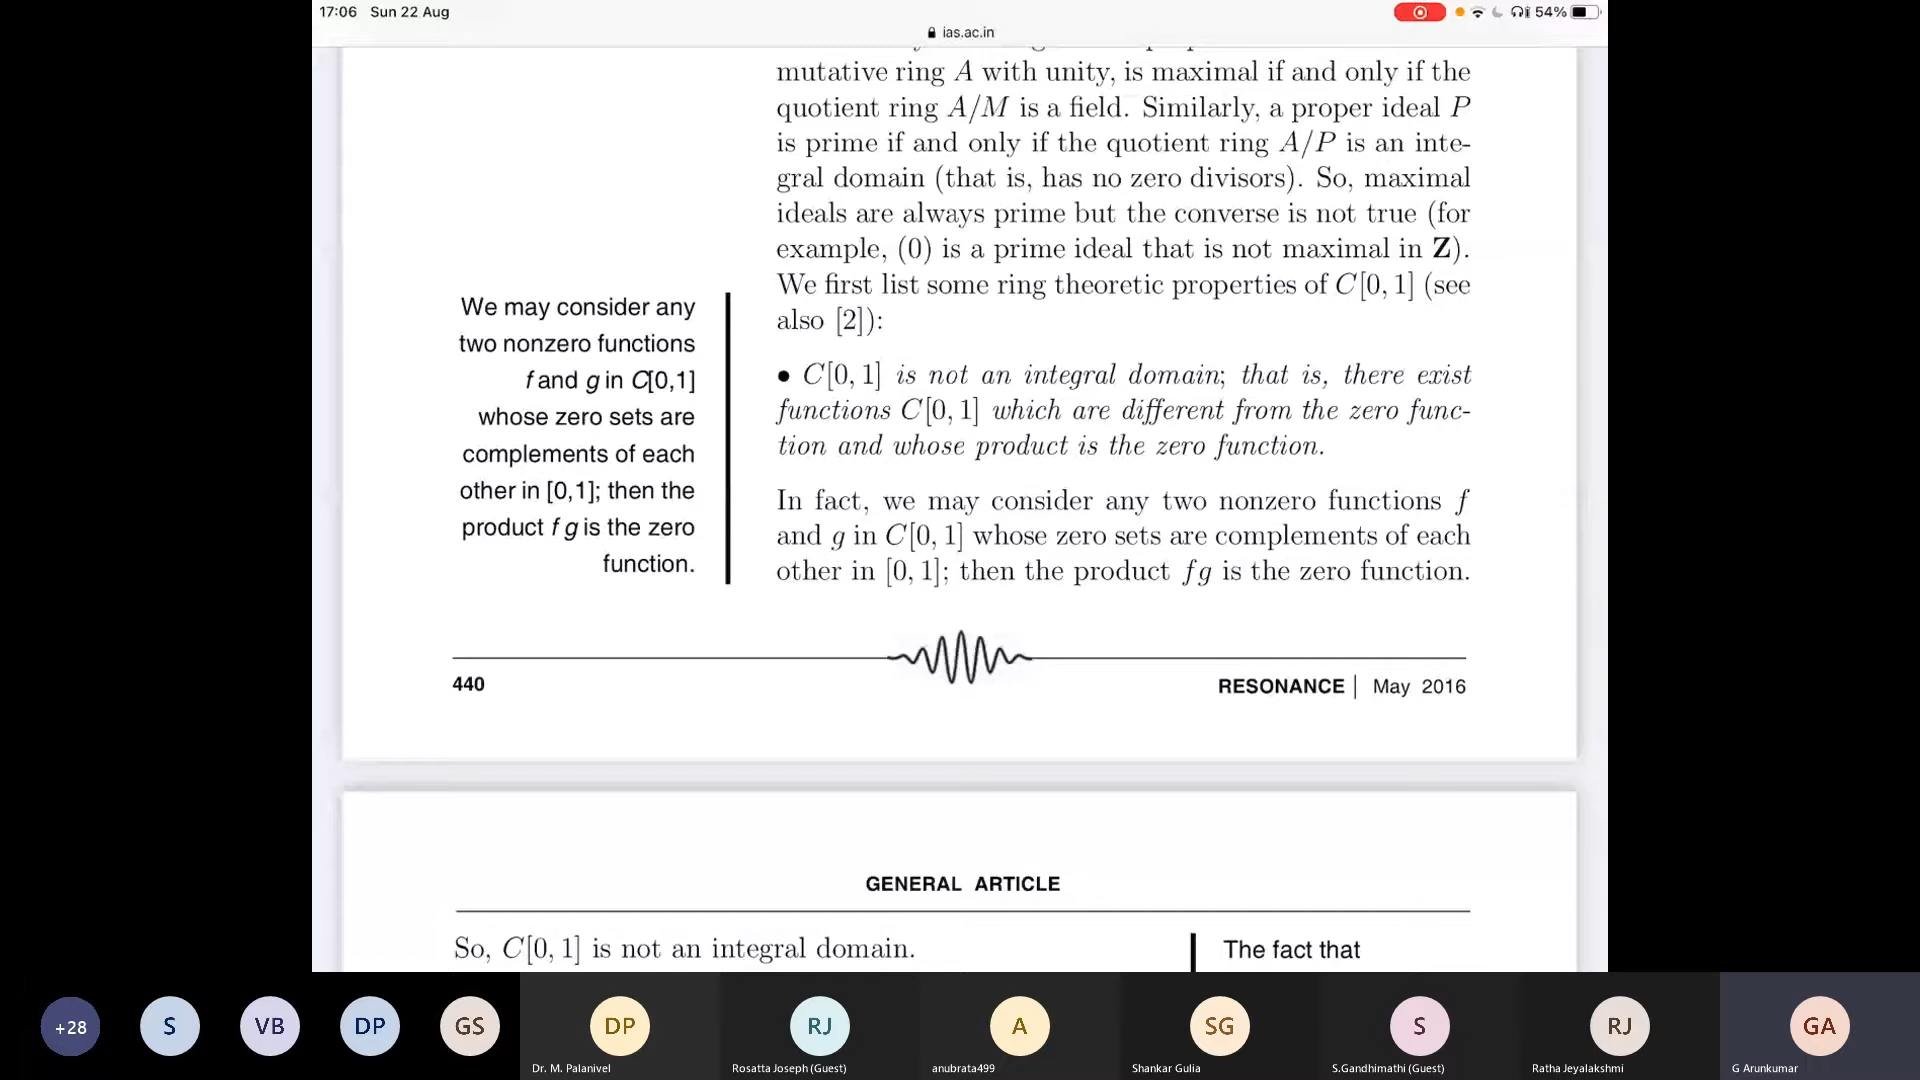 17:06 Sun 22 Aug
54%
ias.ac.in
mutative ring A with unity, is maximal if and only if the
quotient ring A/M is a field. Similarly, a proper ideal P
is prime if and only if the quotient ring A/P is an inte-
gral domain (that is, has no zero divisors). So, maximal
ideals are always prime but the converse is not true (for
example, (0) is a prime ideal that is not maximal in Z).
We first list some ring theoretic properties of C[0, 1] (see
also [2]):
We may consider any
two nonzero functions
f and g in C[0,1]
whose zero sets are
complements of each
other in [0,1]; then the
product f g is the zero
function.
• C[0, 1] is not an integral domain; that is, there exist
functions C[0, 1] which are different from the zero func-
tion and whose product is the zero function.
In fact, we may consider any two nonzero functions f
and g in C[0, 1] whose zero sets are complements of each
other in [0, 1]; then the product fg is the zero function.
440
RESONANCE | May 2016
GENERAL ARTICLE
So, C[0, 1] is not an integral domain.
The fact that
+28
S
VB
DP
GS
DP
Dr. M. Palanivel
RJ
Rosatta Joseph (Guest)
A
anubrata499
SG
Shankar Gulia
S
S.Gandhimathi (Guest)
RJ
Ratha Jeyalakshmi
GA
G Arunkumar